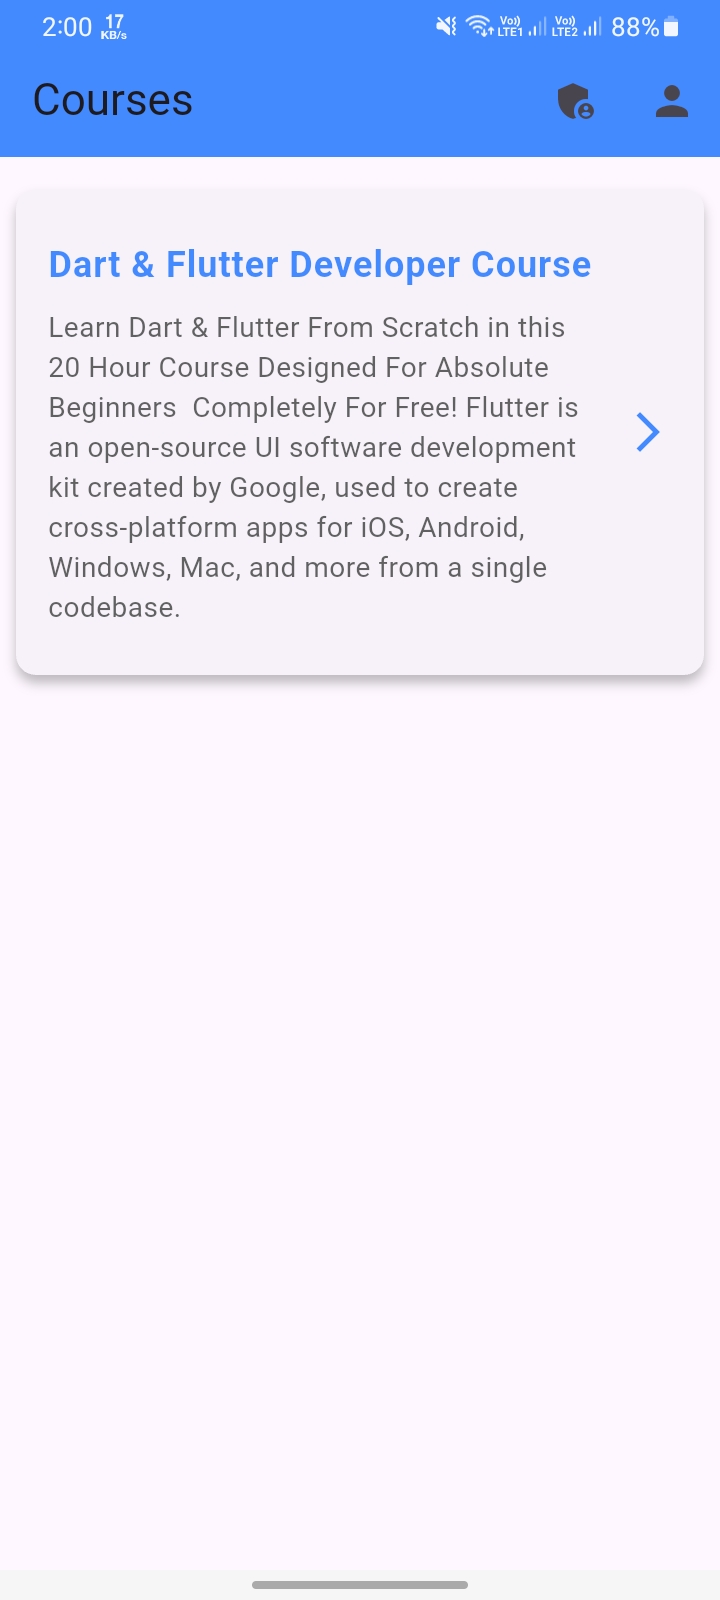 2:00 17 KB/s Vo)) LTE1 Vo)) LTE2 88%
Courses
Dart & Flutter Developer Course
Learn Dart & Flutter From Scratch in this
20 Hour Course Designed For Absolute
Beginners  Completely For Free! Flutter is
an open-source UI software development
kit created by Google, used to create
cross-platform apps for iOS, Android,
Windows, Mac, and more from a single
codebase.